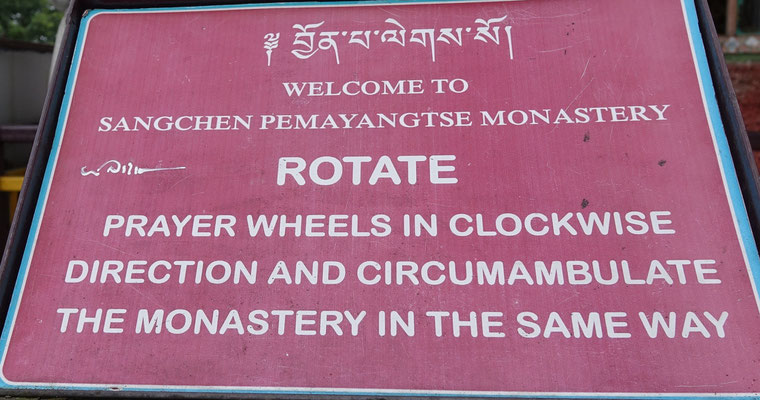 ༄༅། བྱོན་པ་ལེགས་སོ།
WELCOME TO
SANGCHEN PEMAYANGTSE MONASTERY
ROTATE
PRAYER WHEELS IN CLOCKWISE
DIRECTION AND CIRCUMAMBULATE
THE MONASTERY IN THE SAME WAY